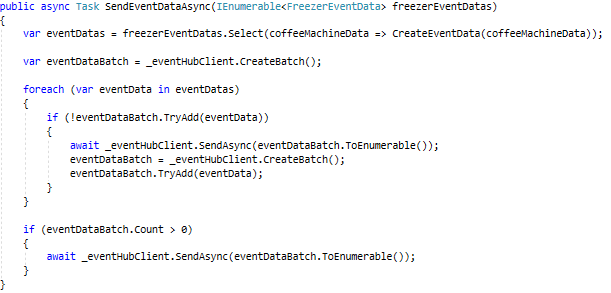 public async Task SendEventDataAsync(IEnumerable<FreezerEventData> freezerEventDatas)
{
    var eventDatas = freezerEventDatas.Select(coffeeMachineData => CreateEventData(coffeeMachineData));

    var eventDataBatch = _eventHubClient.CreateBatch();

    foreach (var eventData in eventDatas)
    {
        if (!eventDataBatch.TryAdd(eventData))
        {
            await _eventHubClient.SendAsync(eventDataBatch.ToEnumerable());
            eventDataBatch = _eventHubClient.CreateBatch();
            eventDataBatch.TryAdd(eventData);
        }
    }

    if (eventDataBatch.Count > 0)
    {
        await _eventHubClient.SendAsync(eventDataBatch.ToEnumerable());
    }
}